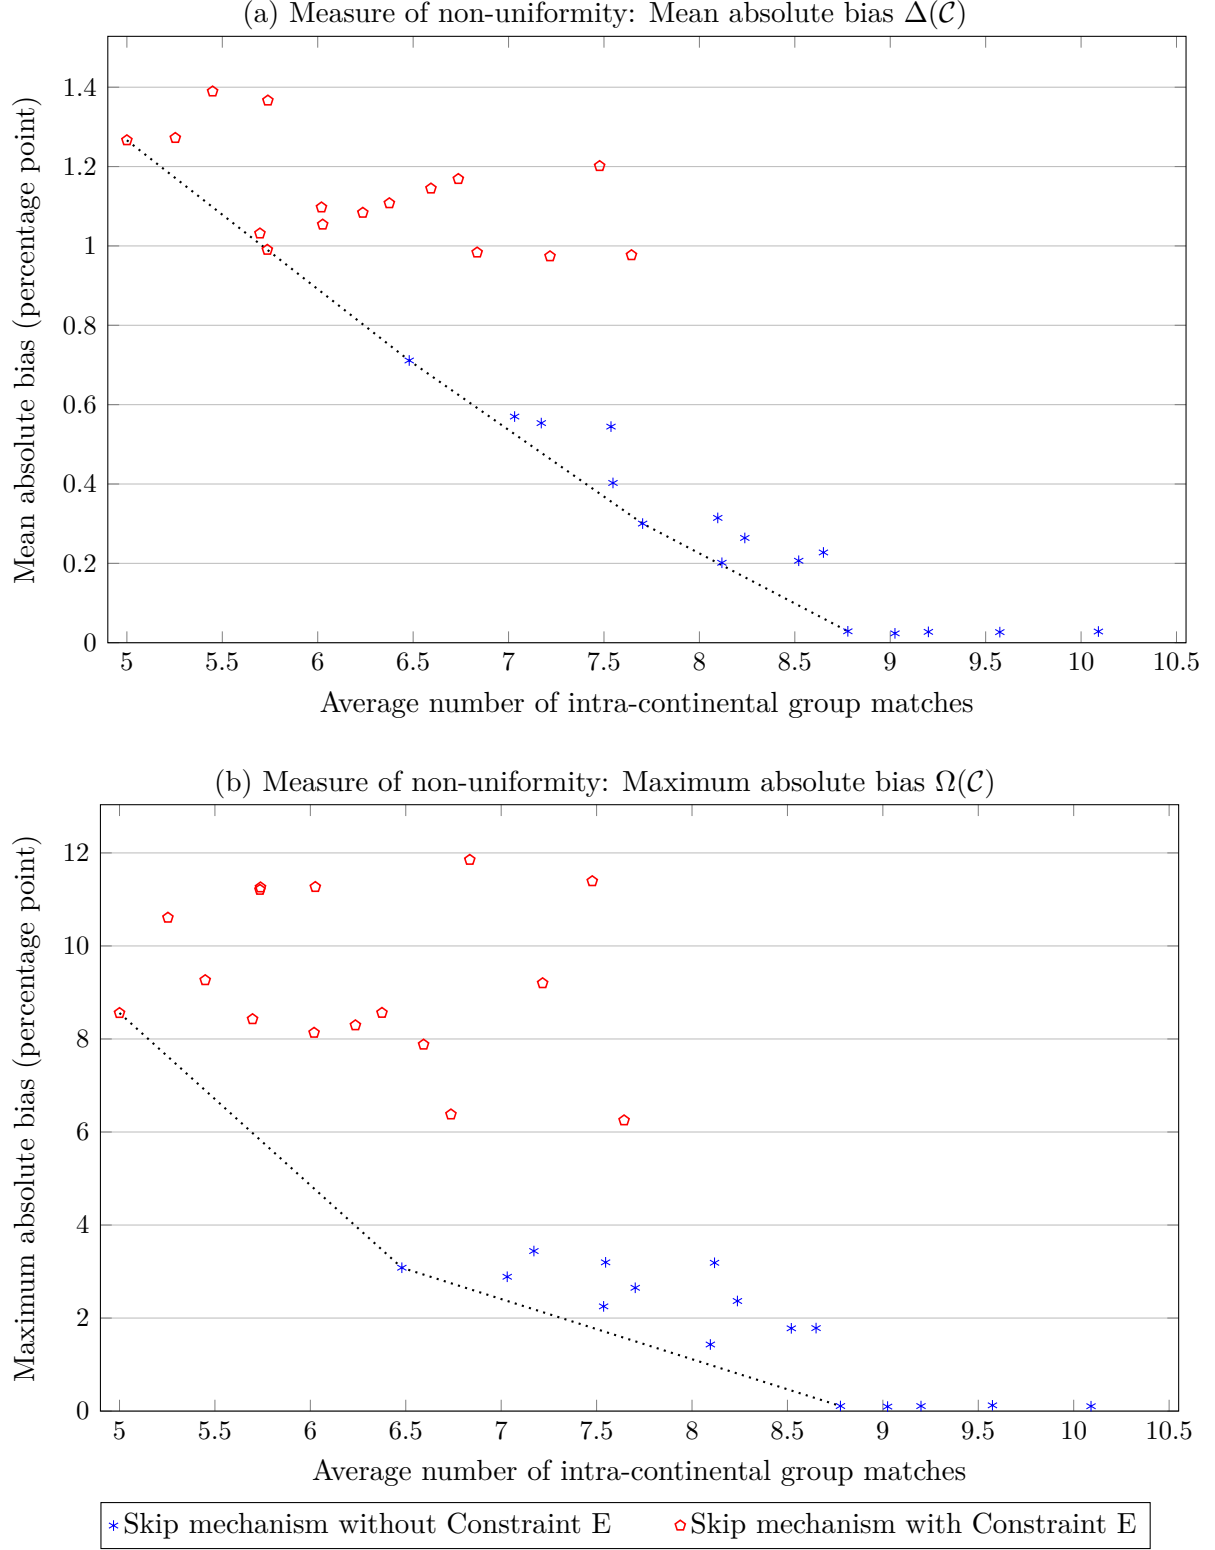 (a) Measure of non-uniformity: Mean absolute bias Δ(𝒞)
Mean absolute bias (percentage point)
1.4
1.2
1
0.8
0.6
0.4
0.2
0
5 5.5 6 6.5 7 7.5 8 8.5 9 9.5 10 10.5
Average number of intra-continental group matches
(b) Measure of non-uniformity: Maximum absolute bias Ω(𝒞)
Maximum absolute bias (percentage point)
12
10
8
6
4
2
0
5 5.5 6 6.5 7 7.5 8 8.5 9 9.5 10 10.5
Average number of intra-continental group matches
Skip mechanism without Constraint E
Skip mechanism with Constraint E